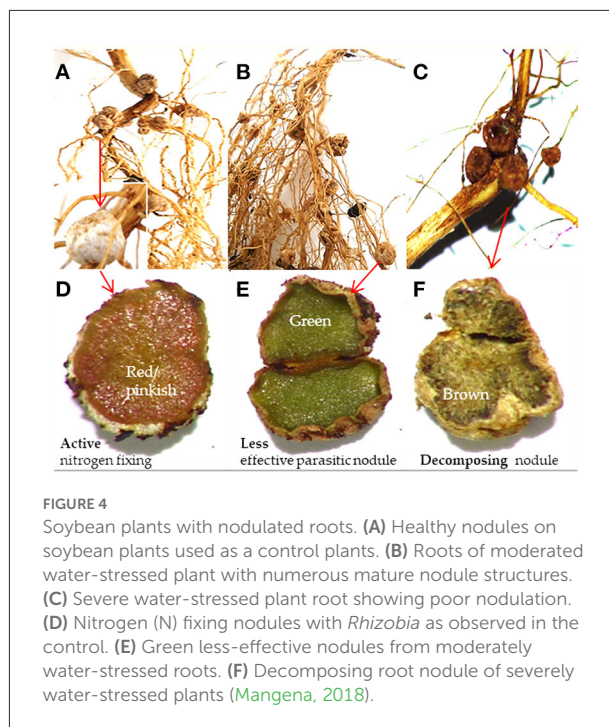 A
B
C
D
E
F
Red/
pinkish
Green
Brown
Active
nitrogen fixing
Less
effective parasitic nodule
Decomposing nodule
FIGURE 4
Soybean plants with nodulated roots. (A) Healthy nodules on
soybean plants used as a control plants. (B) Roots of moderated
water-stressed plant with numerous mature nodule structures.
(C) Severe water-stressed plant root showing poor nodulation.
(D) Nitrogen (N) fixing nodules with Rhizobia as observed in the
control. (E) Green less-effective nodules from moderately
water-stressed roots. (F) Decomposing root nodule of severely
water-stressed plants (Mangena, 2018).